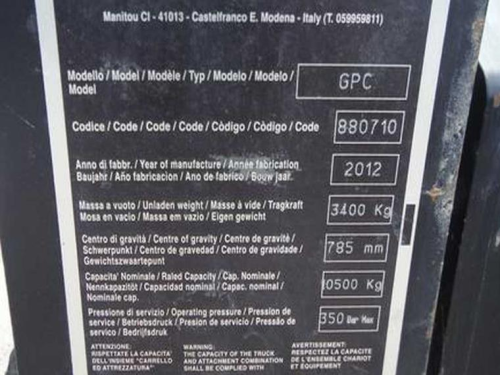 Manitou CI - 41013 - Castelfranco E. Modena - Italy (T. 059959811)
Modello / Model / Modèle / Typ / Modelo / Modelo / GPC
Model
Codice / Code / Code / Code / Còdigo / Còdigo / Code 880710
Anno di fabbr. / Year of manufacture / Année fabrication 2012
Baujahr / Año fabricacion / Ano de fabrico / Bouw jaar.
Massa a vuoto / Unladen weight / Masse à vide / Tragkraft 3400 Kg
Mosa en vacio / Massa em vazio / Eigen gewicht
Centro di gravità / Centre of gravity / Centre de gravité / 785 mm
Schwerpunkt / Centro de gravedad / Centro de gravidade /
Gewichtszwaartepunt
Capacita' Nominale / Raled Capacity / Cap. Nominale / 10500 Kg
Nennkapazität / Capacidad nominal / Capac. nominal /
Nominale cap.
Pressione di servizio / Operating pressure / Pression de 350 Bar Max
service / Betriebsdruck / Presion de servicio / Pressão de
servico / Bedrijfsdruk
ATTENZIONE: WARNING: AVERTISSEMENT:
RISPETTATE LA CAPACITA' THE CAPACITY OF THE TRUCK RESPECTEZ LA CAPACITE
DELL'INSIEME "CARRELLO AND ATTACHMENT COMBINATION DE L'ENSEMBLE CHARIOT
ED ATTREZZATURA" SHALL BE COMPLIED WITH ET EQUIPEMENT